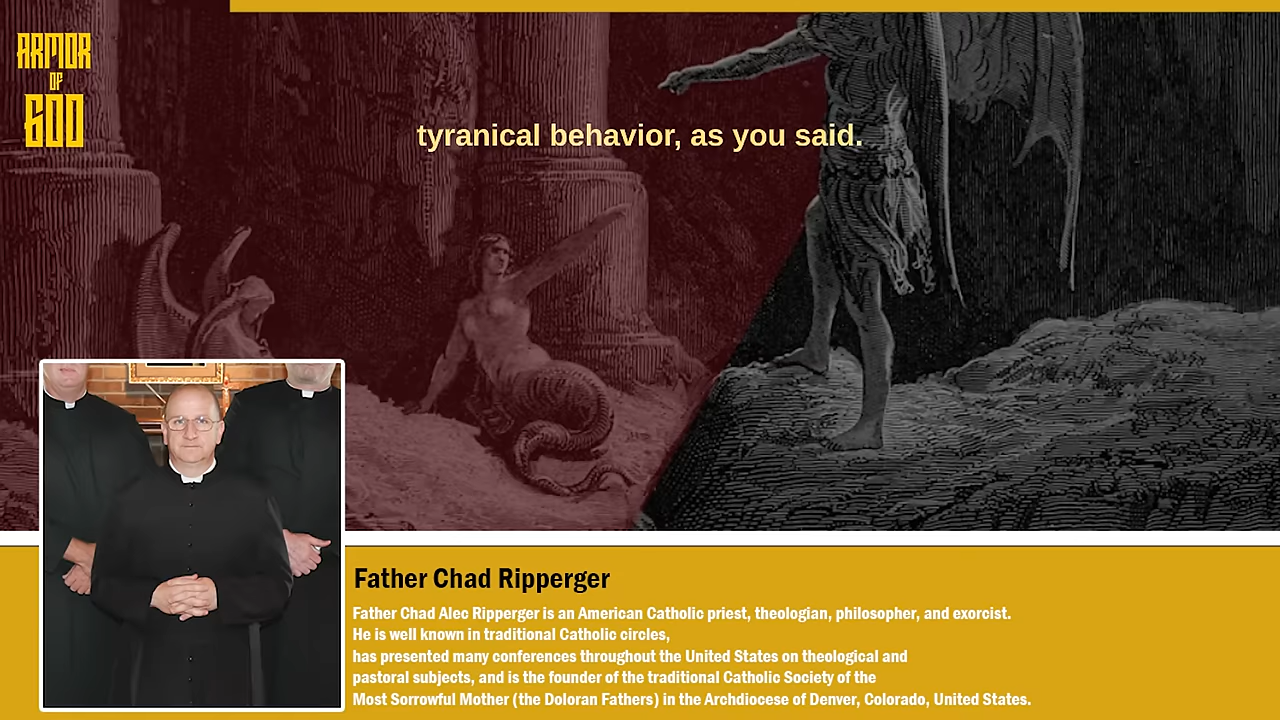 ARMOR
OF
GOD
tyranical behavior, as you said.
Father Chad Ripperger
Father Chad Alec Ripperger is an American Catholic priest, theologian, philosopher, and exorcist.
He is well known in traditional Catholic circles,
has presented many conferences throughout the United States on theological and
pastoral subjects, and is the founder of the traditional Catholic Society of the
Most Sorrowful Mother (the Doloran Fathers) in the Archdiocese of Denver, Colorado, United States.